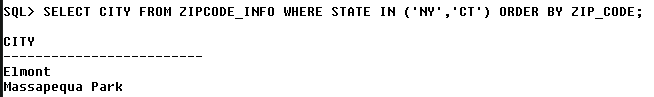 SQL> SELECT CITY FROM ZIPCODE_INFO WHERE STATE IN ('NY','CT') ORDER BY ZIP_CODE;
CITY
-------------------------
Elmont
Massapequa Park